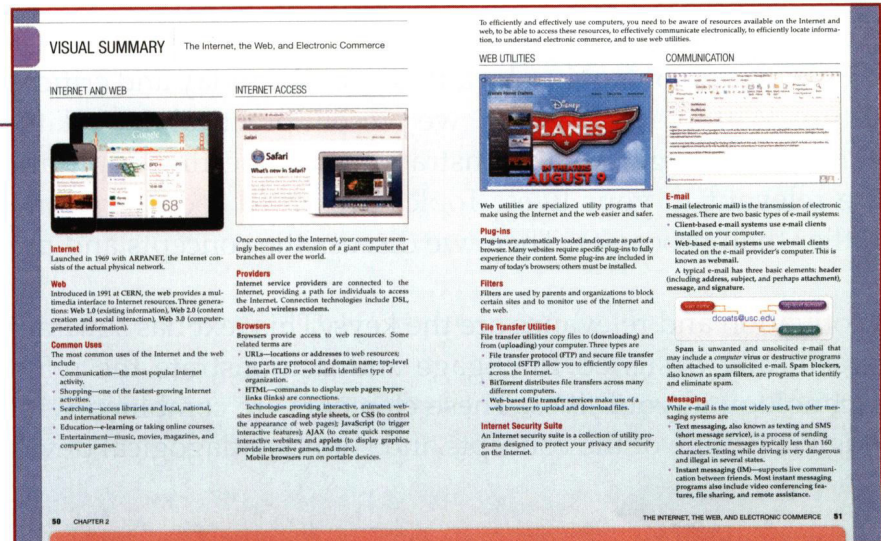 VISUAL SUMMARY
The Internet, the Web, and Electronic Commerce
INTERNET AND WEB
Internet
Launched in 1969 with ARPANET, the Internet con-
sists of the actual physical network.
Web
Introduced in 1991 at CERN, the web provides a mul-
timedia interface to Internet resources. Three genera-
tions: Web 1.0 (existing information), Web 2.0 (content
creation and social interaction), Web 3.0 (computer-
generated information).
Common Uses
The most common uses of the Internet and the web
include
• Communication—the most popular Internet
activity.
• Shopping—one of the fastest-growing Internet
activities.
• Searching—access libraries and local, national,
and international news.
• Education—e-learning or taking online courses.
• Entertainment—music, movies, magazines, and
computer games.
INTERNET ACCESS
Safari
Safari
What's new in Safari?
Once connected to the Internet, your computer seem-
ingly becomes an extension of a giant computer that
branches all over the world.
Providers
Internet service providers are connected to the
Internet, providing a path for individuals to access
the Internet. Connection technologies include DSL,
cable, and wireless modems.
Browsers
Browsers provide access to web resources. Some
related terms are
• URLs—locations or addresses to web resources;
two parts are protocol and domain name; top-level
domain (TLD) or web suffix identifies type of
organization.
• HTML—commands to display web pages; hyper-
links (links) are connections.
Technologies providing interactive, animated web-
sites include cascading style sheets, or CSS (to control
the appearance of web pages); JavaScript (to trigger
interactive features); AJAX (to create quick response
interactive websites; and applets (to display graphics,
provide interactive games, and more).
Mobile browsers run on portable devices.
50 CHAPTER 2
To efficiently and effectively use computers, you need to be aware of resources available on the Internet and
web, to be able to access these resources, to effectively communicate electronically, to efficiently locate informa-
tion, to understand electronic commerce, and to use web utilities.
WEB UTILITIES
Disney
PLANES
IN THEATERS
AUGUST 9
Web utilities are specialized utility programs that
make using the Internet and the web easier and safer.
Plug-ins
Plug-ins are automatically loaded and operate as part of a
browser. Many websites require specific plug-ins to fully
experience their content. Some plug-ins are included in
many of today's browsers; others must be installed.
Filters
Filters are used by parents and organizations to block
certain sites and to monitor use of the Internet and
the web.
File Transfer Utilities
File transfer utilities copy files to (downloading) and
from (uploading) your computer. Three types are
• File transfer protocol (FTP) and secure file transfer
protocol (SFTP) allow you to efficiently copy files
across the Internet.
• BitTorrent distributes file transfers across many
different computers.
• Web-based file transfer services make use of a
web browser to upload and download files.
Internet Security Suite
An Internet security suite is a collection of utility pro-
grams designed to protect your privacy and security
on the Internet.
COMMUNICATION
E-mail
E-mail (electronic mail) is the transmission of electronic
messages. There are two basic types of e-mail systems:
• Client-based e-mail systems use e-mail clients
installed on your computer.
• Web-based e-mail systems use webmail clients
located on the e-mail provider's computer. This is
known as webmail.
A typical e-mail has three basic elements: header
(including address, subject, and perhaps attachment),
message, and signature.
dcoats@usc.edu
Spam is unwanted and unsolicited e-mail that
may include a computer virus or destructive programs
often attached to unsolicited e-mail. Spam blockers,
also known as spam filters, are programs that identify
and eliminate spam.
Messaging
While e-mail is the most widely used, two other mes-
saging systems are
• Text messaging, also known as texting and SMS
(short message service), is a process of sending
short electronic messages typically less than 160
characters. Texting while driving is very dangerous
and illegal in several states.
• Instant messaging (IM)—supports live communi-
cation between friends. Most instant messaging
programs also include video conferencing fea-
tures, file sharing, and remote assistance.
THE INTERNET, THE WEB, AND ELECTRONIC COMMERCE 51